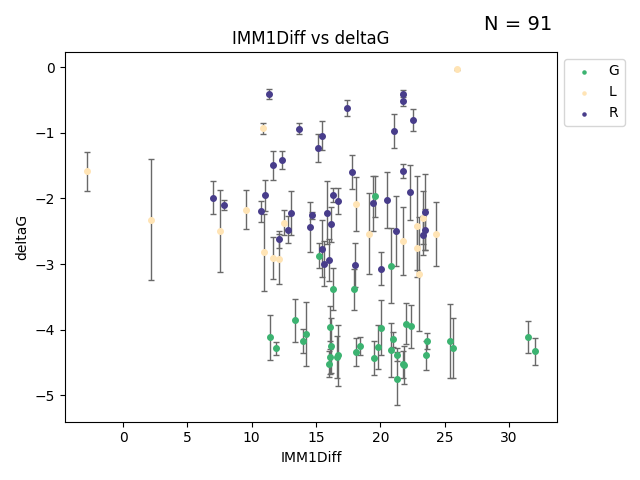 N = 91
IMM1Diff vs deltaG
G
L
R
0
−1
−2
−3
−4
−5
deltaG
0 5 10 15 20 25 30
IMM1Diff